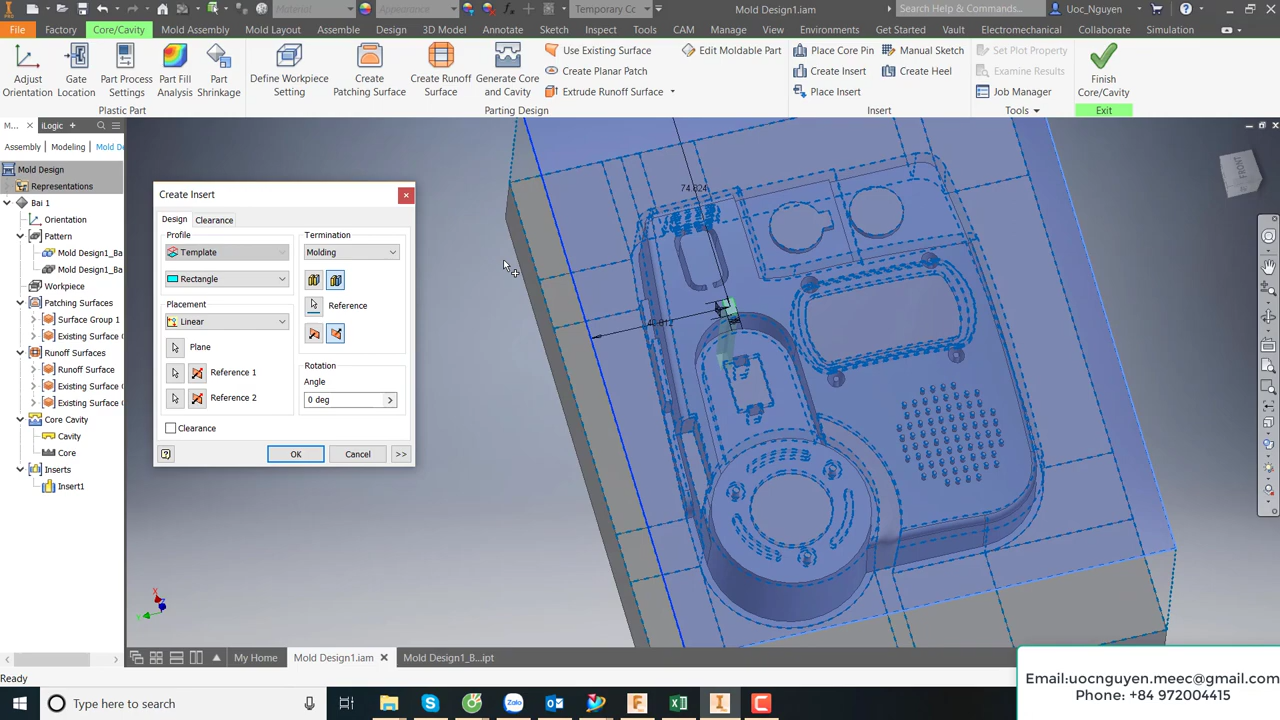 Material
Appearance
Temporary Cc
Mold Design1.iam
Search Help & Commands...
Uoc_Nguyen
File
Factory
Core/Cavity
Mold Assembly
Mold Layout
Assemble
Design
3D Model
Annotate
Sketch
Inspect
Tools
CAM
Manage
View
Environments
Get Started
Vault
Electromechanical
Collaborate
Simulation
Adjust Orientation
Gate Location
Part Process Settings
Part Fill Analysis
Part Shrinkage
Define Workpiece Setting
Create Patching Surface
Create Runoff Surface
Generate Core and Cavity
Use Existing Surface
Create Planar Patch
Extrude Runoff Surface
Edit Moldable Part
Place Core Pin
Create Insert
Place Insert
Manual Sketch
Create Heel
Set Plot Property
Examine Results
Job Manager
Finish Core/Cavity
Plastic Part
Parting Design
Insert
Tools
Exit
M...
iLogic
Assembly
Modeling
Mold De
Mold Design
Representations
Bai 1
Orientation
Pattern
Mold Design1_Ba
Mold Design1_Ba
Workpiece
Patching Surfaces
Surface Group 1
Existing Surface
Runoff Surfaces
Runoff Surface
Existing Surface
Existing Surface
Core Cavity
Cavity
Core
Inserts
Insert1
Create Insert
Design
Clearance
Profile
Template
Rectangle
Placement
Linear
Plane
Reference 1
Reference 2
Clearance
Termination
Molding
Reference
Rotation
Angle
0 deg
OK
Cancel
>>
74.824
FRONT
X
Y
Z
My Home
Mold Design1.iam
Mold Design1_B...ipt
Ready
Type here to search
Email:uocnguyen.meec@gmail.com
Phone: +84 972004415